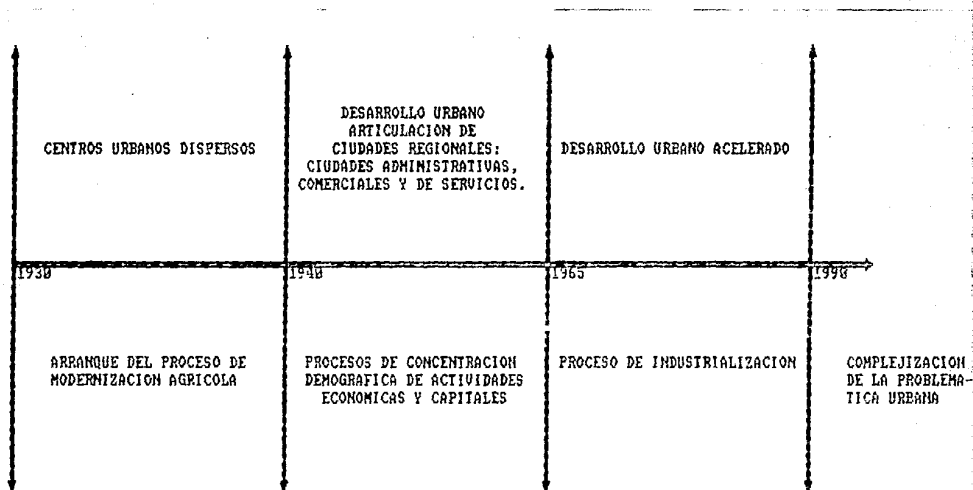 CENTROS URBANOS DISPERSOS
DESARROLLO URBANO
ARTICULACION DE
CIUDADES REGIONALES:
CIUDADES ADMINISTRATIVAS,
COMERCIALES Y DE SERVICIOS.
DESARROLLO URBANO ACELERADO
1930
1940
1965
1990
ARRANQUE DEL PROCESO DE
MODERNIZACION AGRICOLA
PROCESOS DE CONCENTRACION
DEMOGRAFICA DE ACTIVIDADES
ECONOMICAS Y CAPITALES
PROCESO DE INDUSTRIALIZACION
COMPLEJIZACION
DE LA PROBLEMA-
TICA URBANA